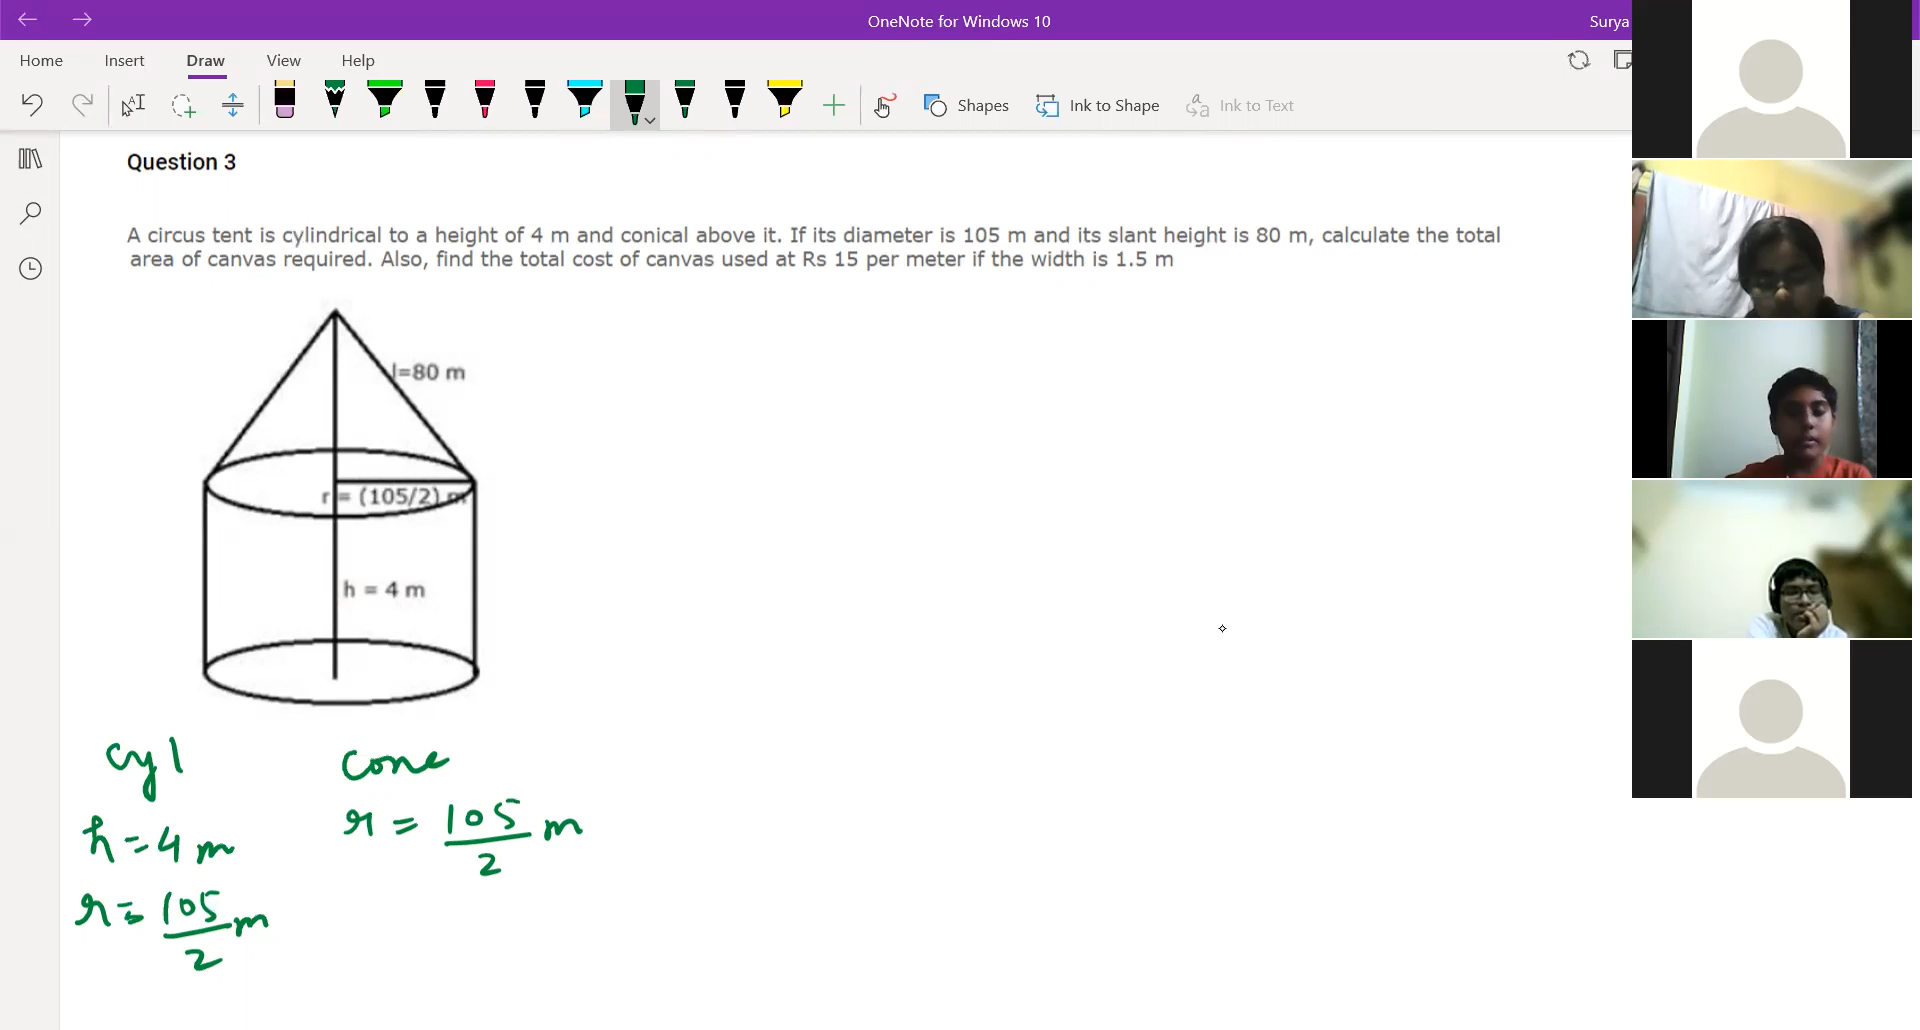 OneNote for Windows 10
Surya
Home Insert Draw View Help
Shapes Ink to Shape Ink to Text
Question 3
A circus tent is cylindrical to a height of 4 m and conical above it. If its diameter is 105 m and its slant height is 80 m, calculate the total
area of canvas required. Also, find the total cost of canvas used at Rs 15 per meter if the width is 1.5 m
l=80 m
r = (105/2) m
h = 4 m
cyl
h = 4 m
r = 105/2 m
cone
r = 105/2 m